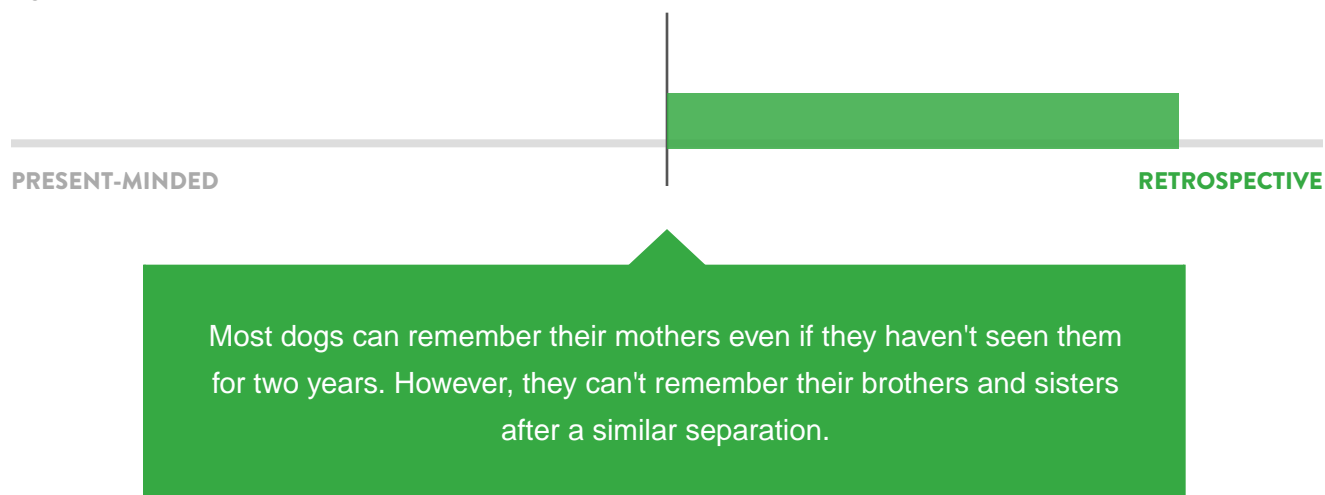 PRESENT-MINDED
RETROSPECTIVE
Most dogs can remember their mothers even if they haven't seen them
for two years. However, they can't remember their brothers and sisters
after a similar separation.